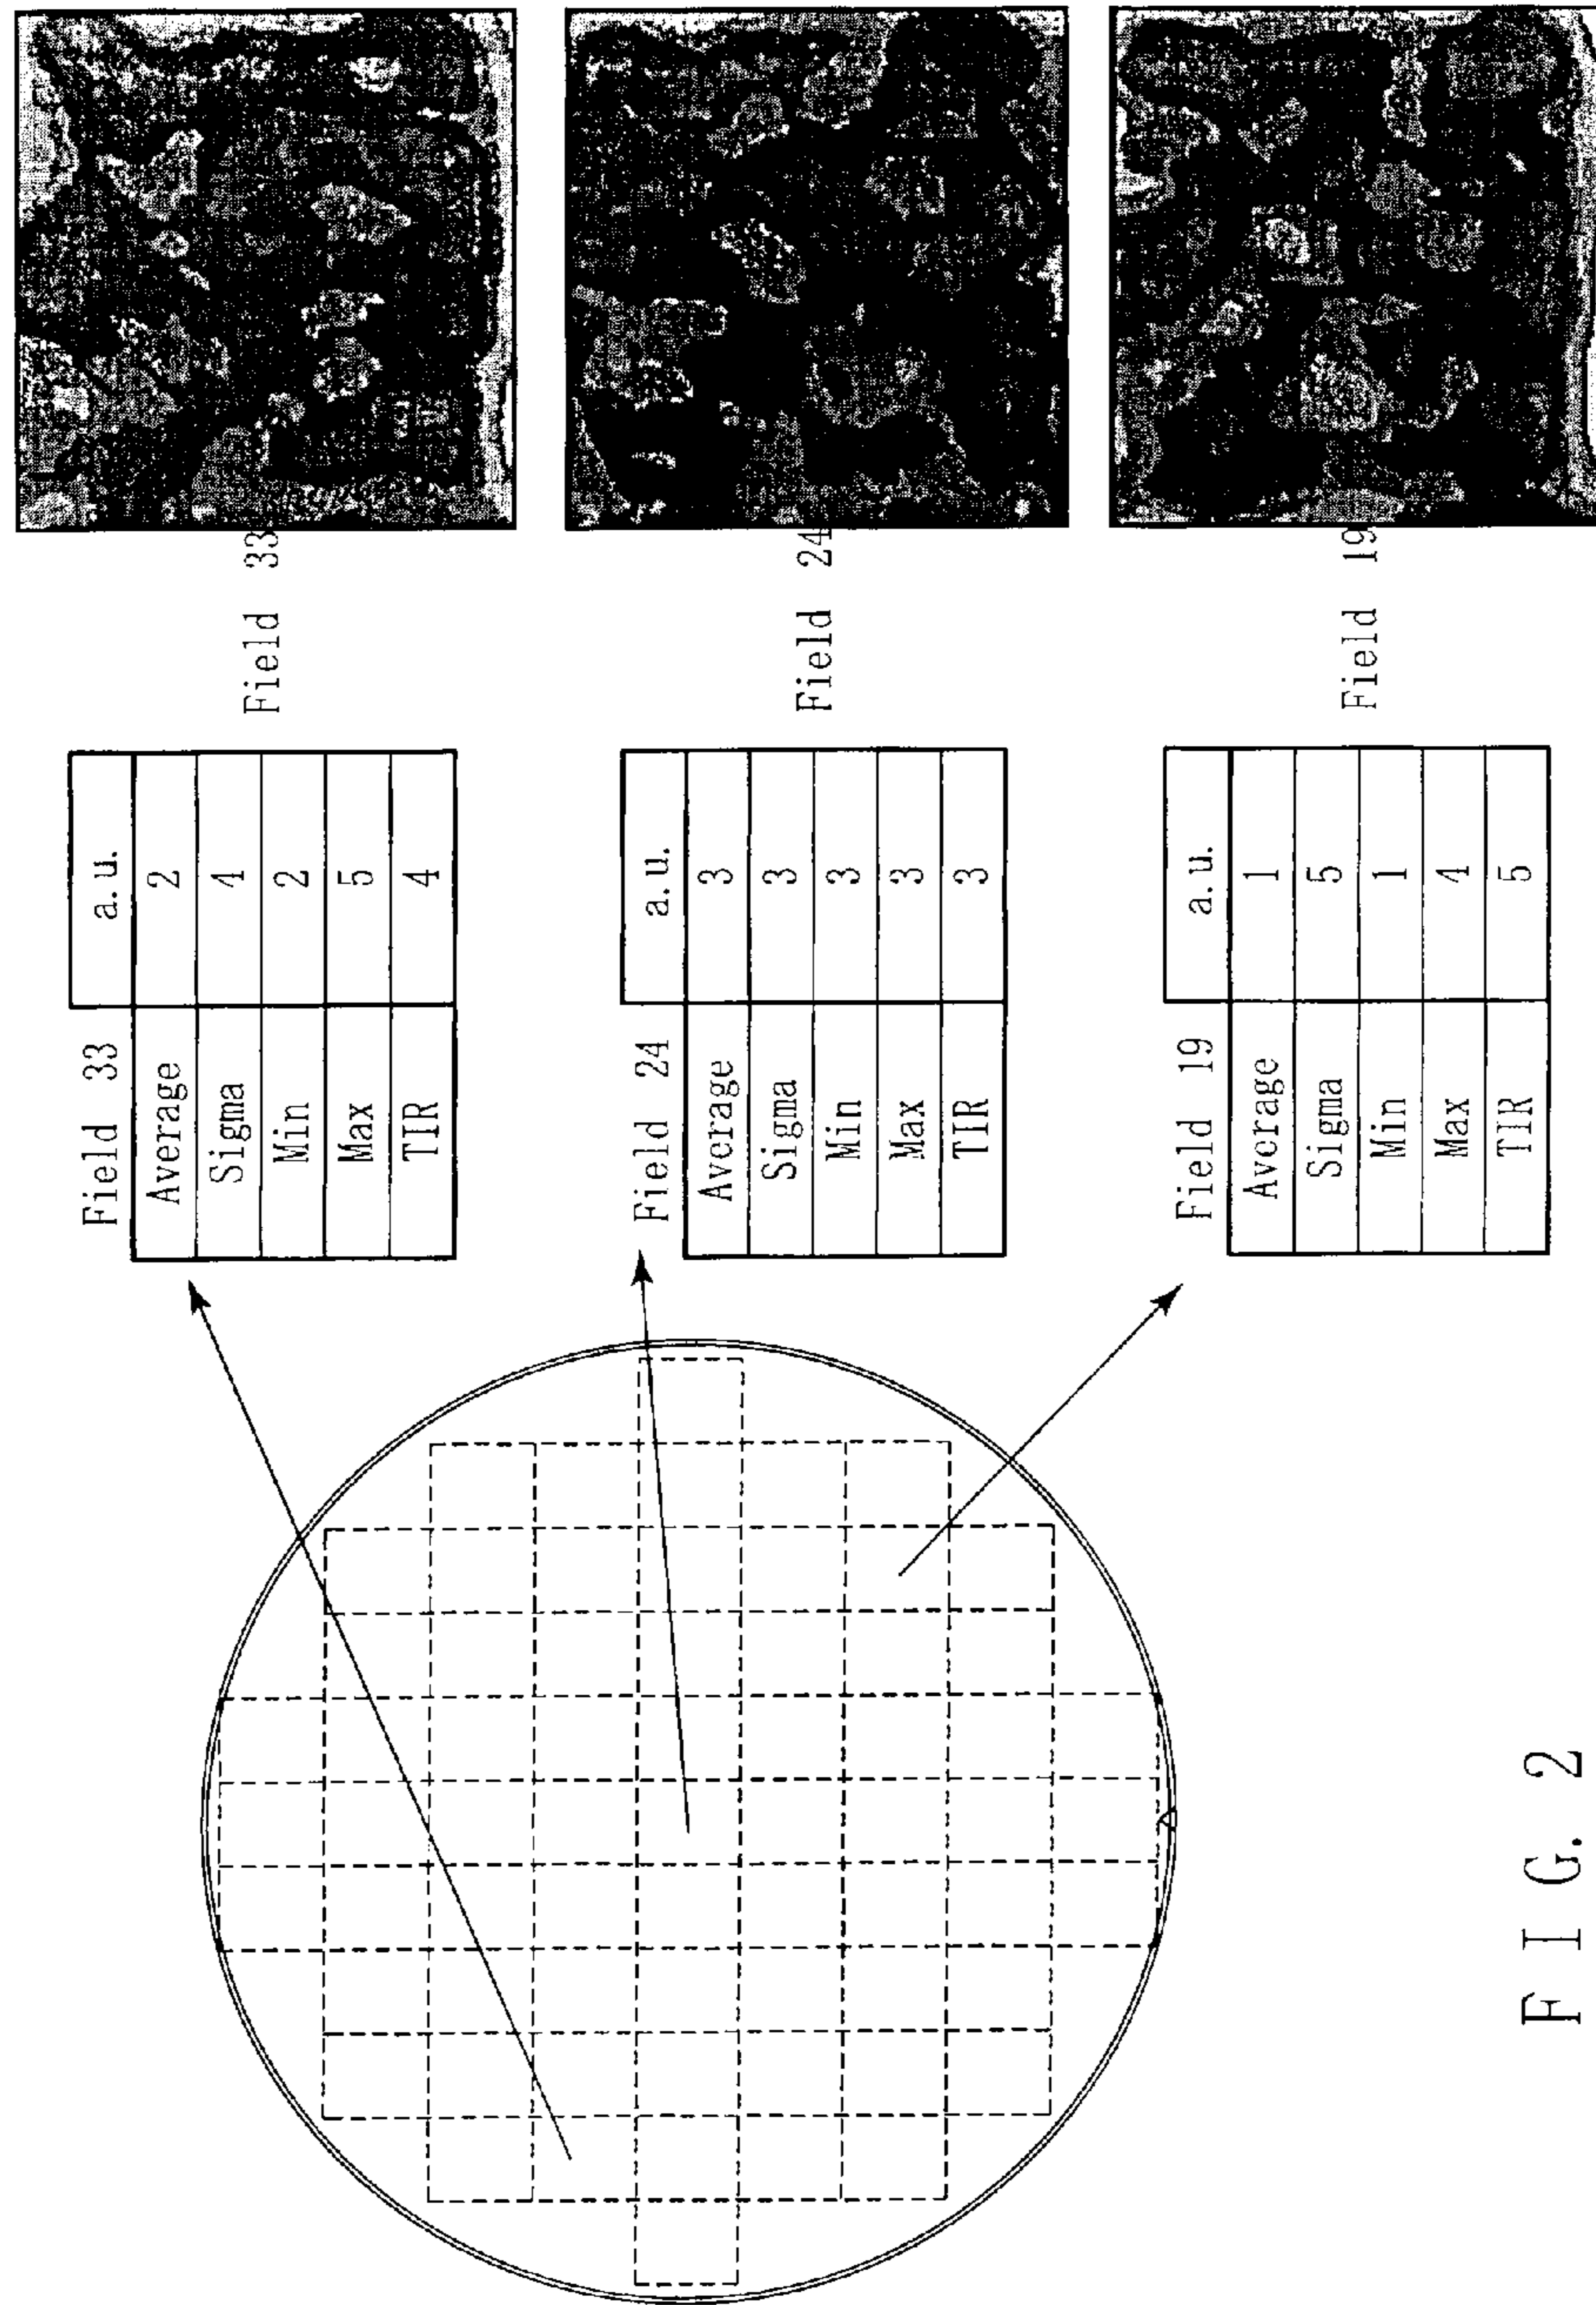 Field 33
a.u.
Average 2
Sigma 4
Min 2
Max 5
TIR 4
Field 33
Field 24
a.u.
Average 3
Sigma 3
Min 3
Max 3
TIR 3
Field 24
Field 19
a.u.
Average 1
Sigma 5
Min 1
Max 4
TIR 5
Field 19
FIG. 2